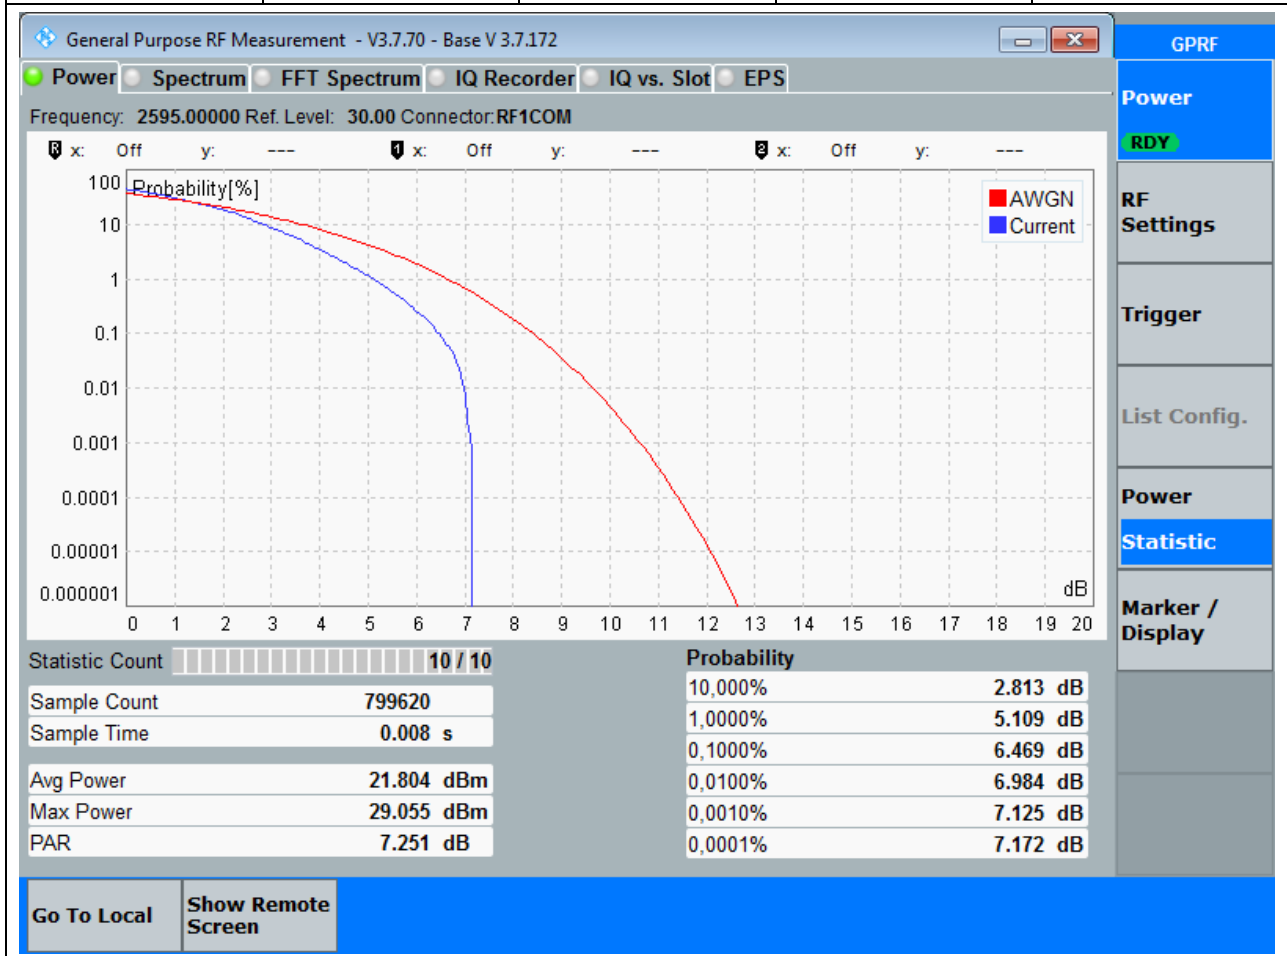 General Purpose RF Measurement - V3.7.70 - Base V 3.7.172
GPRF
Power Spectrum FFT Spectrum IQ Recorder IQ vs. Slot EPS
Frequency: 2595.00000 Ref. Level: 30.00 Connector:RF1COM
R x: Off y: --- 1 x: Off y: --- 2 x: Off y: ---
Probability[%]
AWGN
Current
100
10
1
0.1
0.01
0.001
0.0001
0.00001
0.000001
dB
0 1 2 3 4 5 6 7 8 9 10 11 12 13 14 15 16 17 18 19 20
Statistic Count 10 / 10
Sample Count 799620
Sample Time 0.008 s
Avg Power 21.804 dBm
Max Power 29.055 dBm
PAR 7.251 dB
Probability
10,000% 2.813 dB
1,0000% 5.109 dB
0,1000% 6.469 dB
0,0100% 6.984 dB
0,0010% 7.125 dB
0,0001% 7.172 dB
Power
RDY
RF
Settings
Trigger
List Config.
Power
Statistic
Marker /
Display
Go To Local
Show Remote
Screen